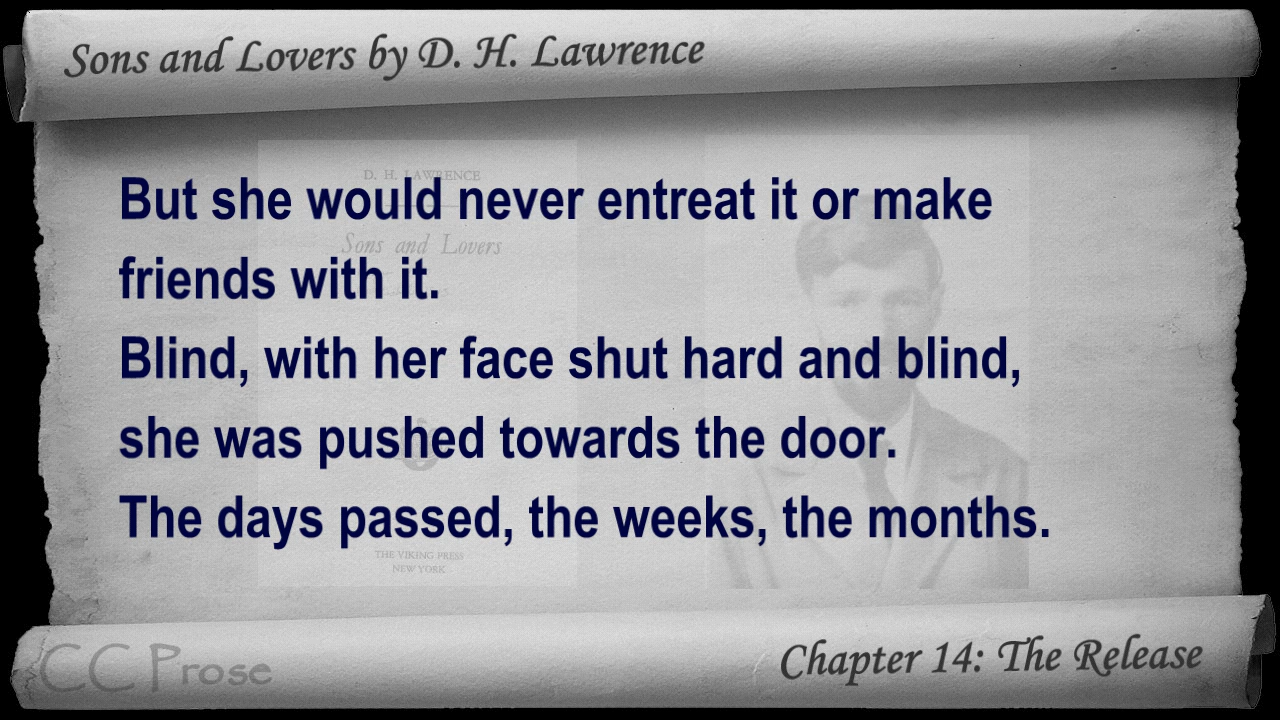 Sons and Lovers by D. H. Lawrence
D. H. LAWRENCE
Sons and Lovers
But she would never entreat it or make
friends with it.
Blind, with her face shut hard and blind,
she was pushed towards the door.
The days passed, the weeks, the months.
THE VIKING PRESS
NEW YORK
CC Prose
Chapter 14: The Release